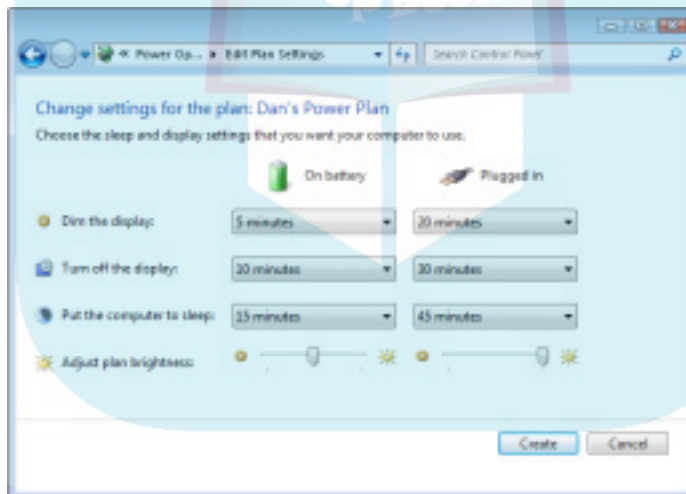 « Power Op... ▸ Edit Plan Settings
Search Control Panel
Change settings for the plan: Dan's Power Plan
Choose the sleep and display settings that you want your computer to use.
On battery Plugged in
Dim the display: 5 minutes 20 minutes
Turn off the display: 10 minutes 30 minutes
Put the computer to sleep: 15 minutes 45 minutes
Adjust plan brightness:
Create Cancel